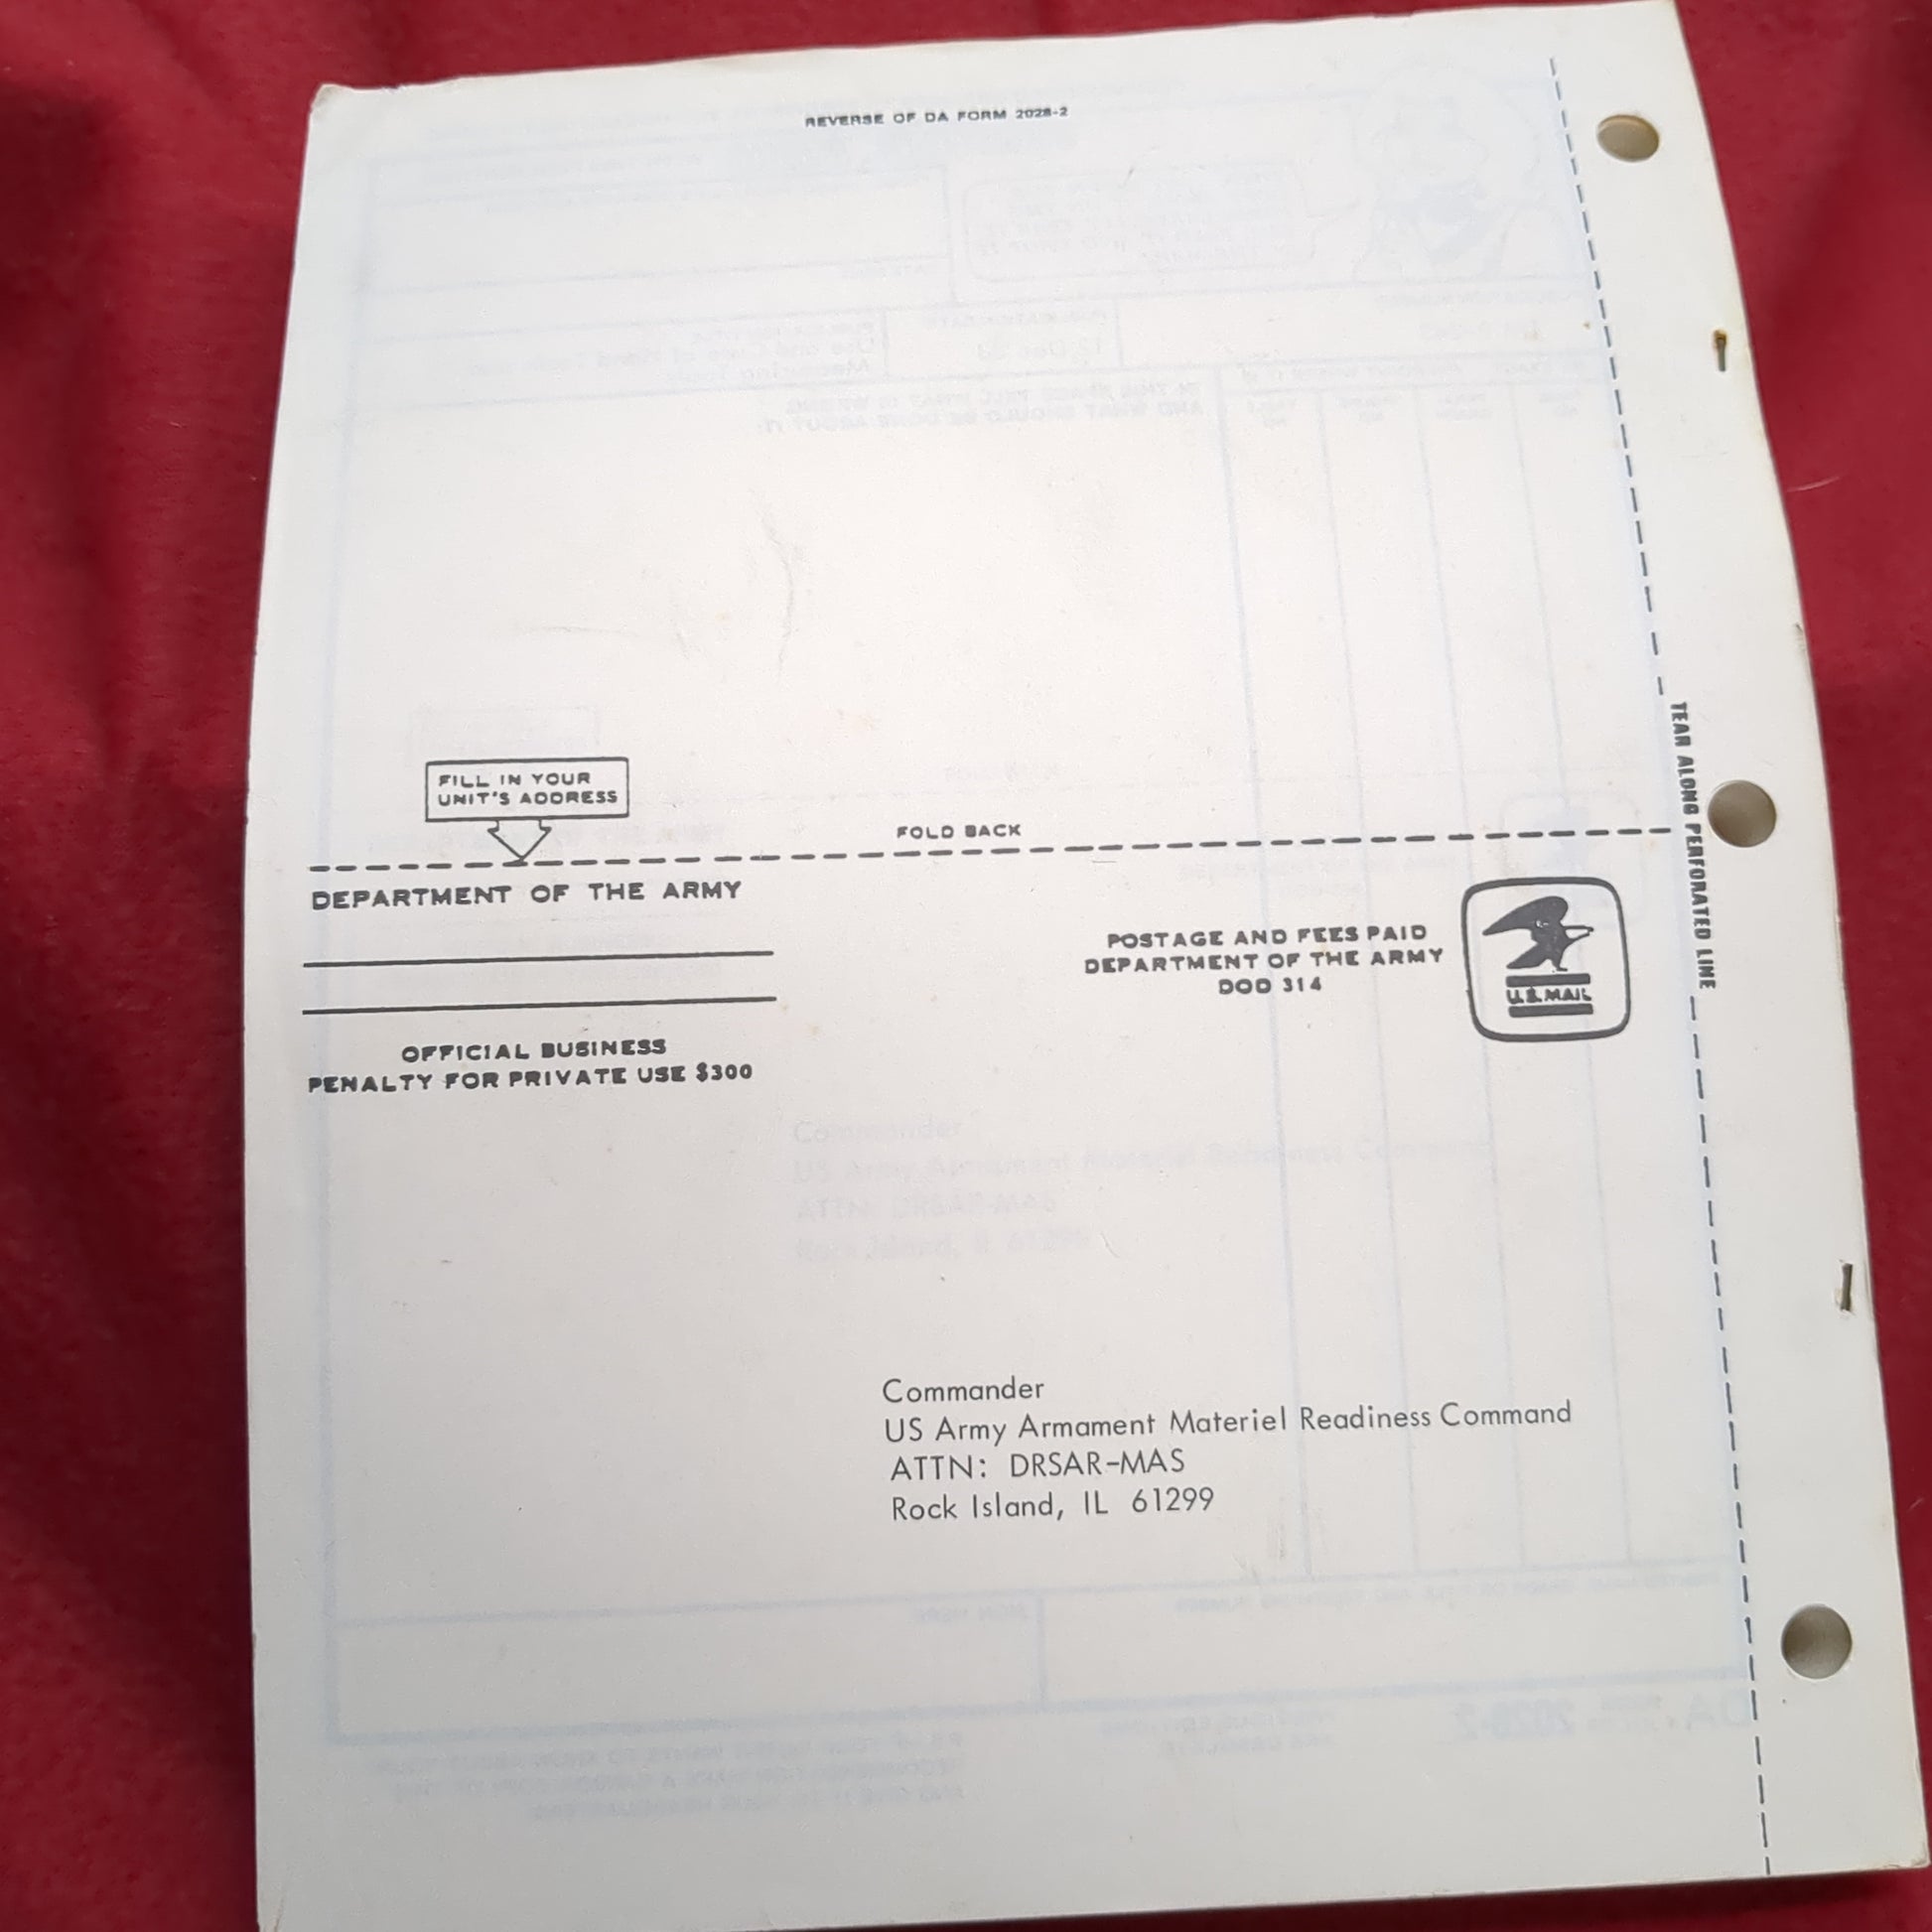 REVERSE OF DA FORM 2028-2
FILL IN YOUR
UNIT'S ADDRESS
FOLD BACK
TEAR ALONG PERFORATED LINE
DEPARTMENT OF THE ARMY
POSTAGE AND FEES PAID
DEPARTMENT OF THE ARMY
DOD 314
U.S.MAIL
OFFICIAL BUSINESS
PENALTY FOR PRIVATE USE $300
Commander
US Army Armament Materiel Readiness Command
ATTN: DRSAR-MAS
Rock Island, IL 61299